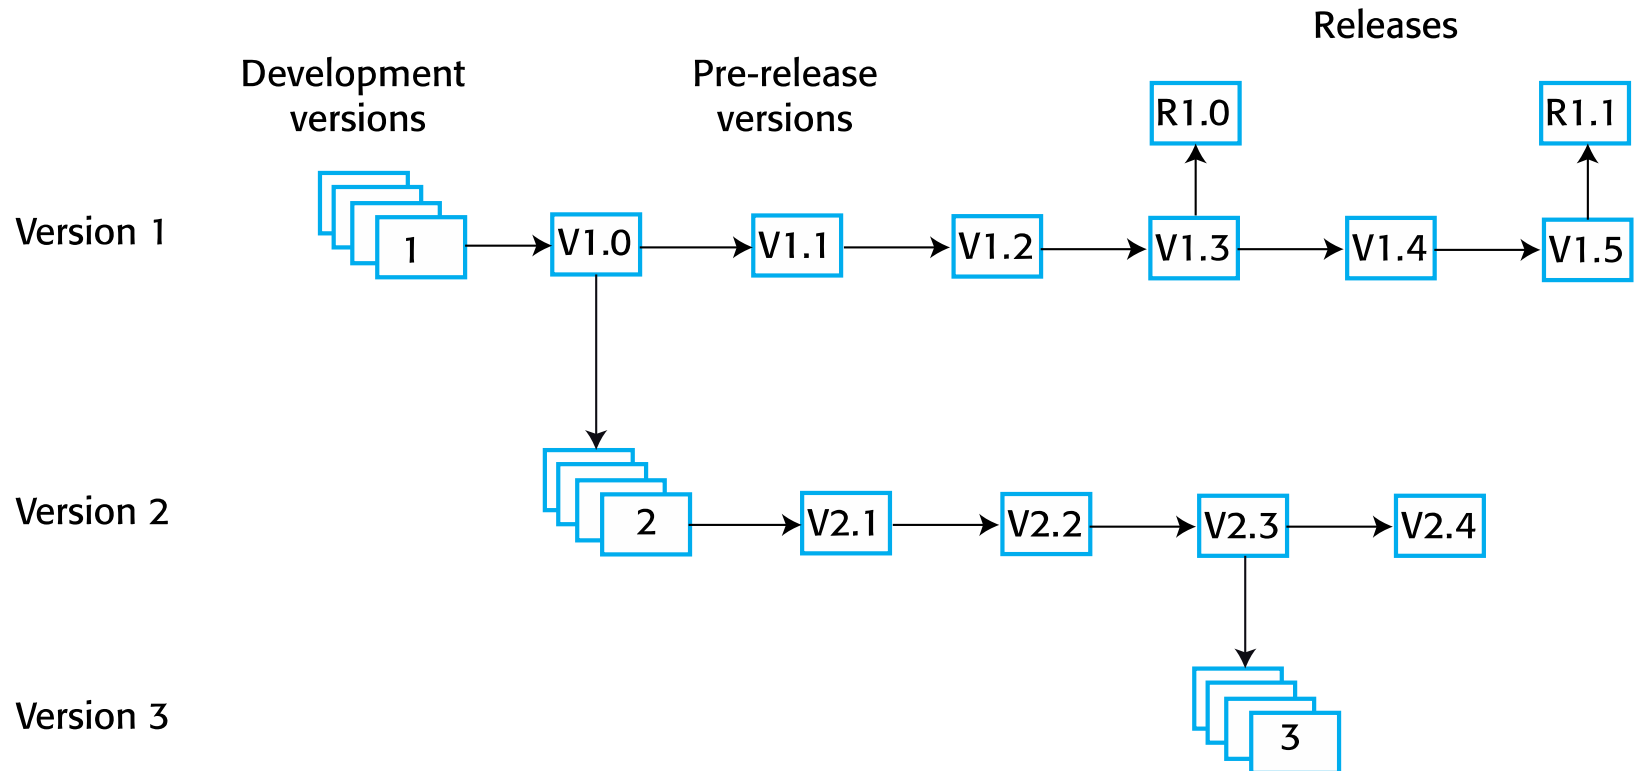 Releases
Development
versions
Pre-release
versions
R1.0
R1.1
Version 1
1
V1.0
V1.1
V1.2
V1.3
V1.4
V1.5
Version 2
2
V2.1
V2.2
V2.3
V2.4
Version 3
3